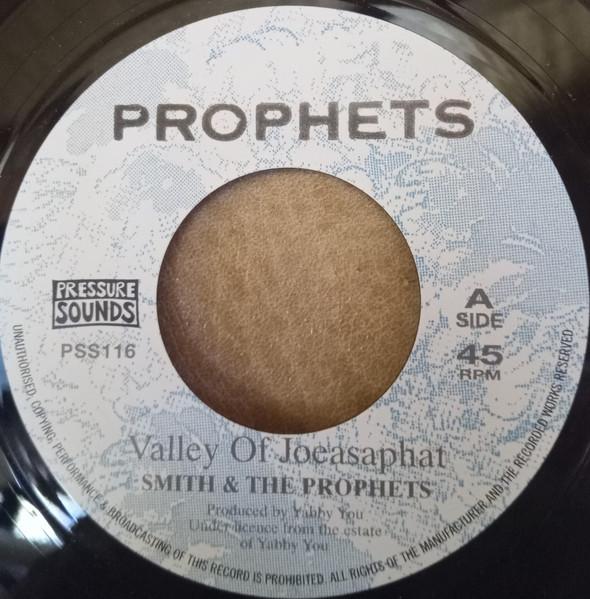 PROPHETS
PRESSURE
SOUNDS
PSS116
A
SIDE
45
RPM
Valley Of Joeasaphat
SMITH & THE PROPHETS
Produced by Yabby You
Under licence from the estate
of Yabby You
UNAUTHORISED COPYING, PERFORMANCE & BROADCASTING OF THIS RECORD IS PROHIBITED. ALL RIGHTS OF THE MANUFACTURER AND THE RECORDED WORKS RESERVED